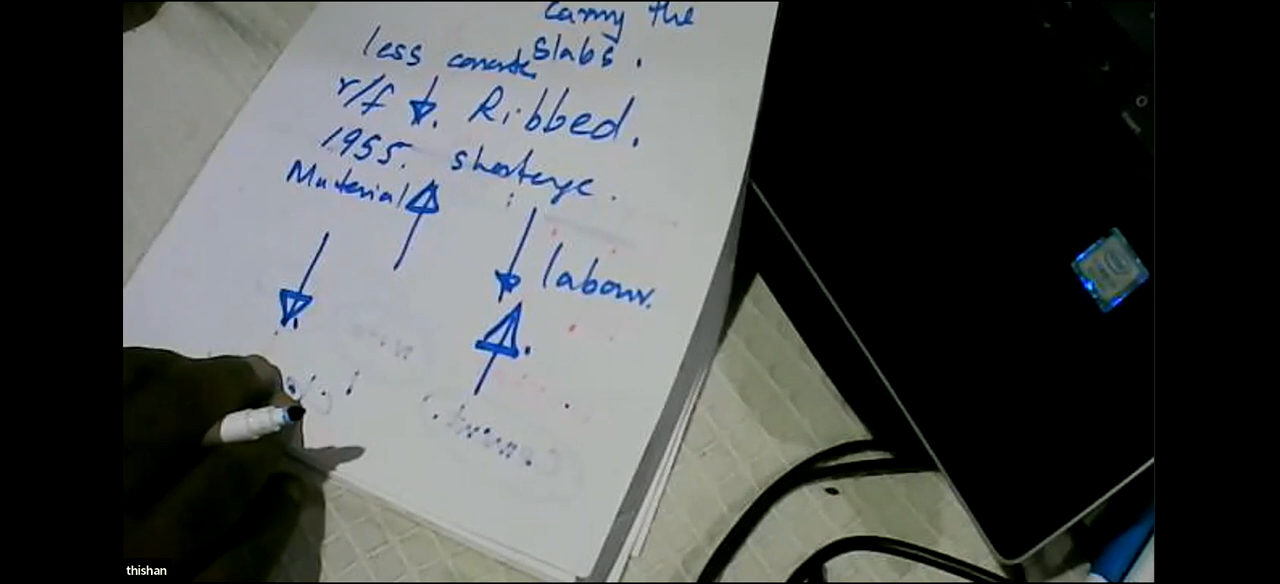 carry the
slabs.
less concrete
r/f ↓. Ribbed.
1955. shortage.
Material ↑
labour.
thishan